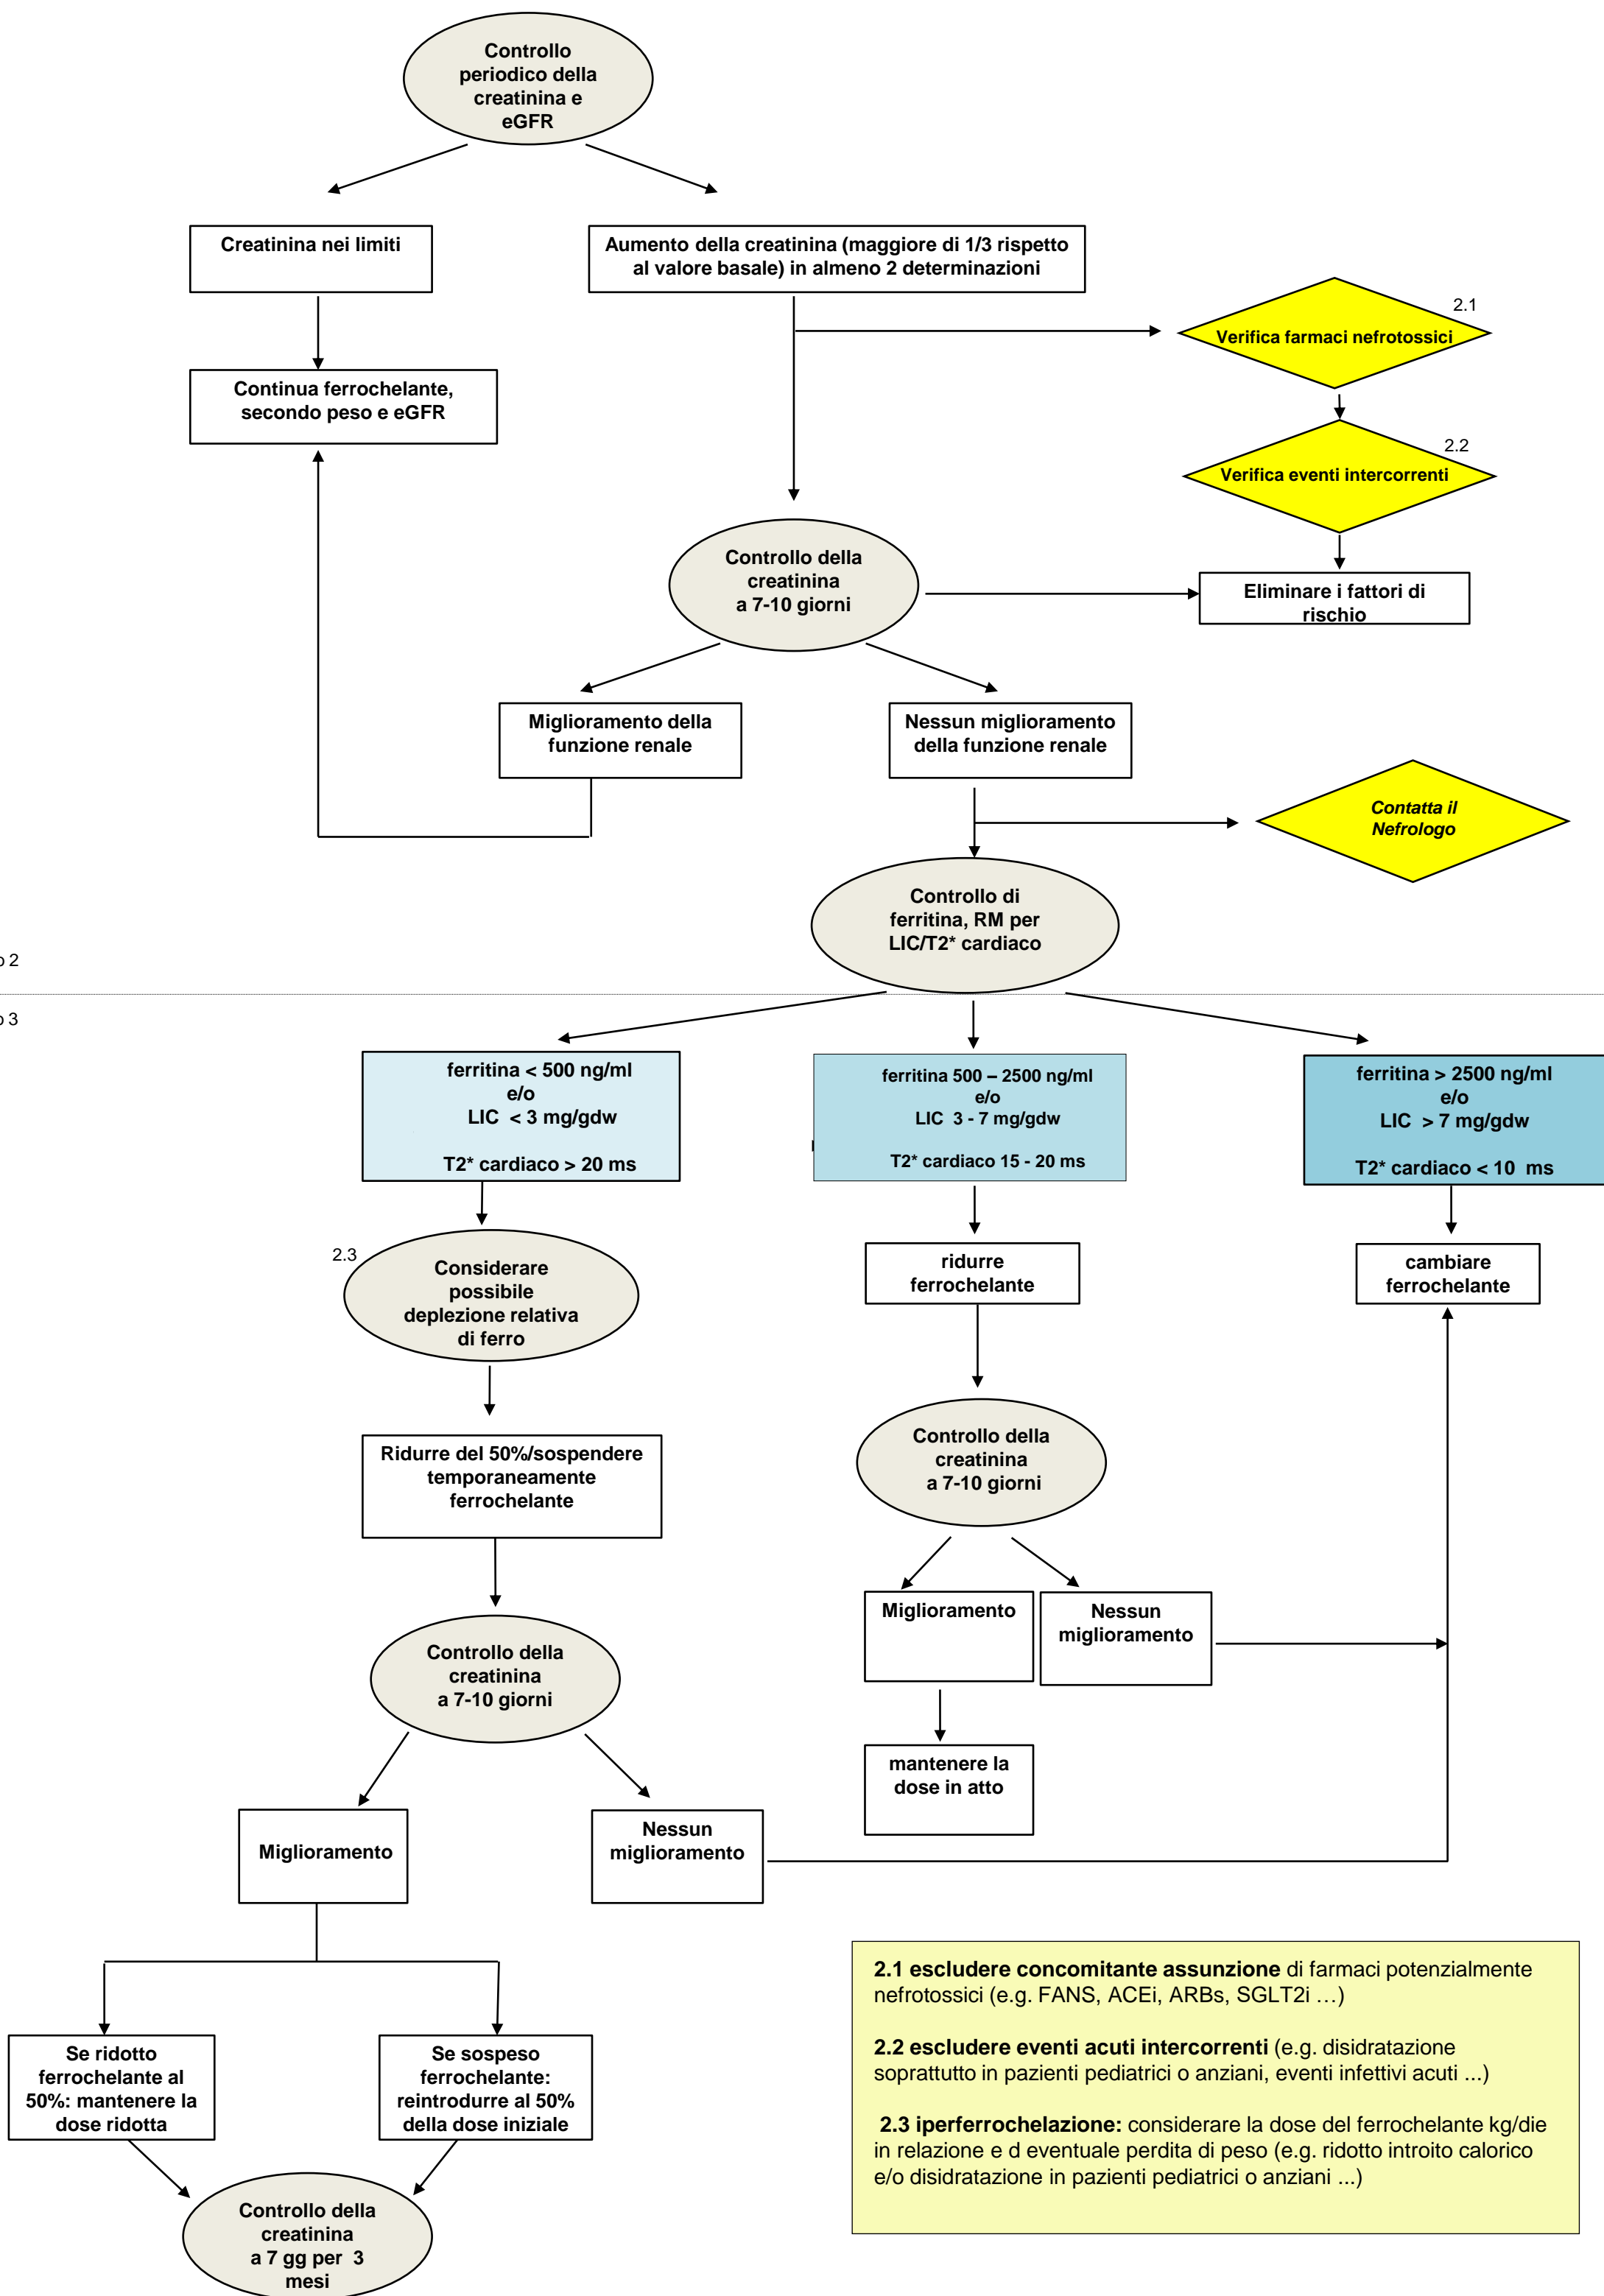 Controllo
periodico della
creatinina e
eGFR
Creatinina nei limiti
Aumento della creatinina (maggiore di 1/3 rispetto
al valore basale) in almeno 2 determinazioni
2.1
Verifica farmaci nefrotossici
Continua ferrochelante,
secondo peso e eGFR
2.2
Verifica eventi intercorrenti
Controllo della
creatinina
a 7-10 giorni
Eliminare i fattori di
rischio
Miglioramento della
funzione renale
Nessun miglioramento
della funzione renale
Contatta il
Nefrologo
Controllo di
ferritina, RM per
LIC/T2* cardiaco
o 2
o 3
ferritina < 500 ng/ml
e/o
LIC < 3 mg/gdw
T2* cardiaco > 20 ms
ferritina 500 – 2500 ng/ml
e/o
LIC 3 - 7 mg/gdw
T2* cardiaco 15 - 20 ms
ferritina > 2500 ng/ml
e/o
LIC > 7 mg/gdw
T2* cardiaco < 10 ms
2.3
Considerare
possibile
deplezione relativa
di ferro
ridurre
ferrochelante
cambiare
ferrochelante
Ridurre del 50%/sospendere
temporaneamente
ferrochelante
Controllo della
creatinina
a 7-10 giorni
Miglioramento
Nessun
miglioramento
Controllo della
creatinina
a 7-10 giorni
mantenere la
dose in atto
Miglioramento
Nessun
miglioramento
Se ridotto
ferrochelante al
50%: mantenere la
dose ridotta
Se sospeso
ferrochelante:
reintrodurre al 50%
della dose iniziale
Controllo della
creatinina
a 7 gg per 3
mesi
2.1 escludere concomitante assunzione di farmaci potenzialmente
nefrotossici (e.g. FANS, ACEi, ARBs, SGLT2i …)
2.2 escludere eventi acuti intercorrenti (e.g. disidratazione
soprattutto in pazienti pediatrici o anziani, eventi infettivi acuti ...)
2.3 iperferrochelazione: considerare la dose del ferrochelante kg/die
in relazione e d eventuale perdita di peso (e.g. ridotto introito calorico
e/o disidratazione in pazienti pediatrici o anziani ...)